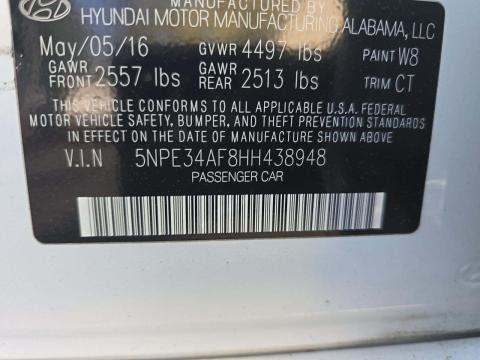 MANUFACTURED BY
HYUNDAI MOTOR MANUFACTURING ALABAMA, LLC
May/05/16 GVWR 4497 lbs PAINT W8
GAWR FRONT 2557 lbs GAWR REAR 2513 lbs TRIM CT
THIS VEHICLE CONFORMS TO ALL APPLICABLE U.S.A. FEDERAL
MOTOR VEHICLE SAFETY, BUMPER, AND THEFT PREVENTION STANDARDS
IN EFFECT ON THE DATE OF MANUFACTURE SHOWN ABOVE.
V.I.N 5NPE34AF8HH438948
PASSENGER CAR